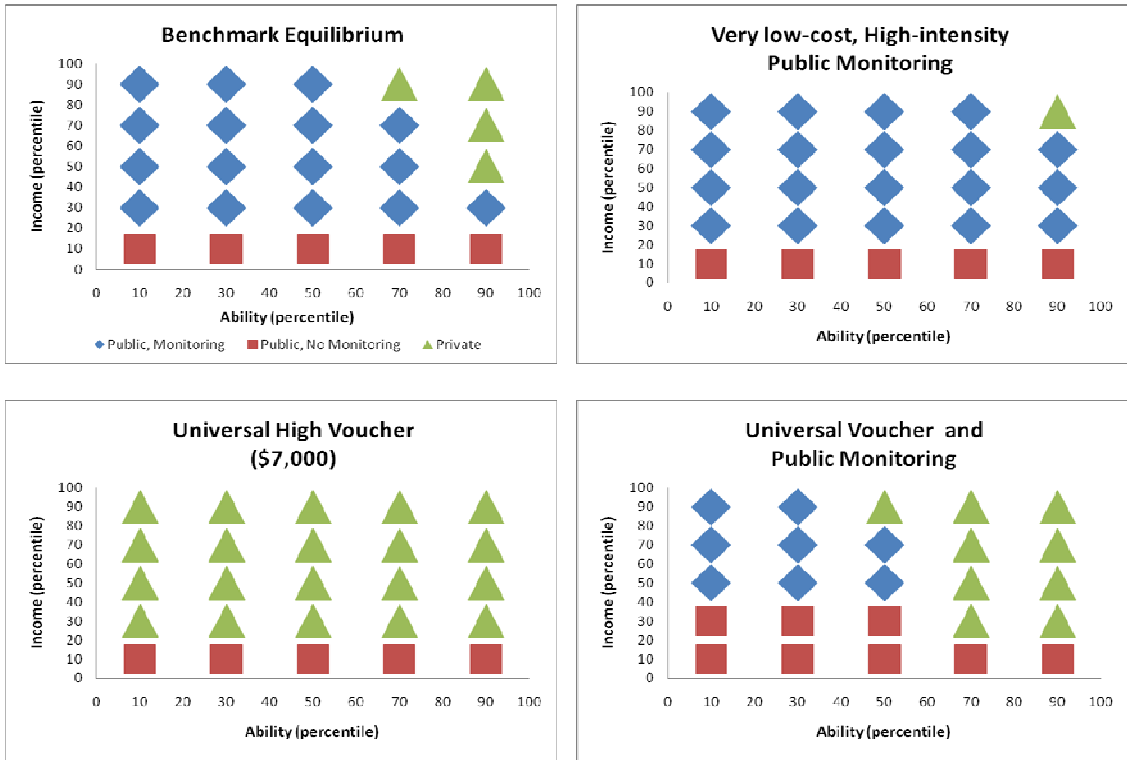 Benchmark Equilibrium
Income (percentile)
100
90
80
70
60
50
40
30
20
10
0
0 10 20 30 40 50 60 70 80 90 100
Ability (percentile)
Public, Monitoring Public, No Monitoring Private
Very low-cost, High-intensity
Public Monitoring
Income (percentile)
100
90
80
70
60
50
40
30
20
10
0
0 10 20 30 40 50 60 70 80 90 100
Ability (percentile)
Universal High Voucher
($7,000)
Income (percentile)
100
90
80
70
60
50
40
30
20
10
0
0 10 20 30 40 50 60 70 80 90 100
Ability (percentile)
Universal Voucher and
Public Monitoring
Income (percentile)
100
90
80
70
60
50
40
30
20
10
0
0 10 20 30 40 50 60 70 80 90 100
Ability (percentile)